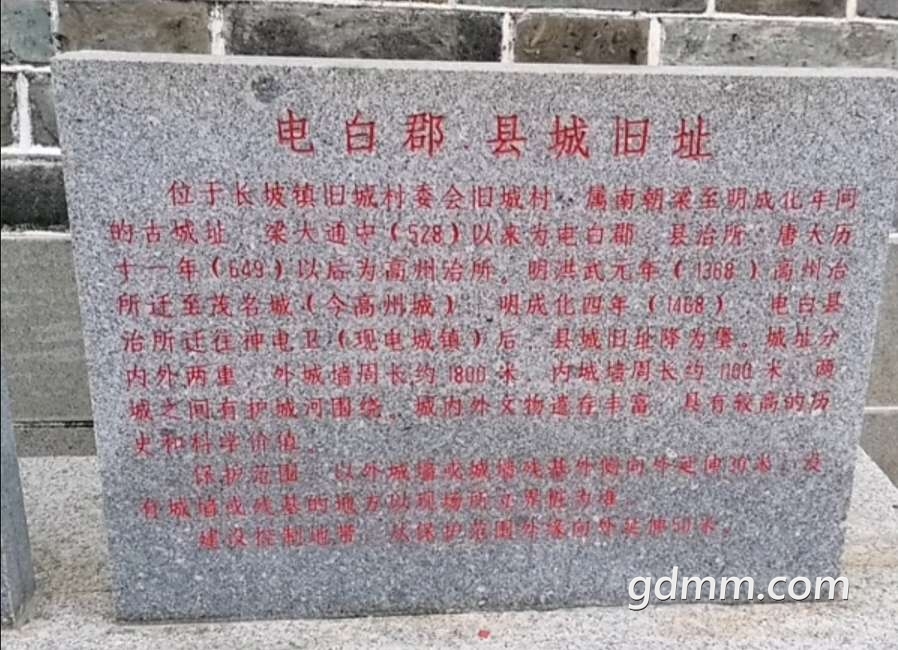 电白郡 县城旧址
位于长坡镇旧城村委会旧城村 属南朝梁至明成化年间
的古城址 梁大通中(528)以来为电白郡 县治所 唐大历
十一年(649)以后为高州治所。明洪武元年(1368)高州治
所迁至茂名城(今高州城) 明成化四年(1468) 电白县
治所迁往神电卫(现电城镇)后 县城旧址降为堡。城址分
内外两重 外城墙周长约1800米 内城墙周长约1100米 两
城之间有护城河围绕。城内外文物遗存丰富 具有较高的历
史和科学价值
保护范围 以外城墙或城墙残基外侧向外延伸 米
有城墙或残基的地方以现场所立界桩为准
建设控制地带 从保护范围外缘向外延伸50米。
gdmm.com